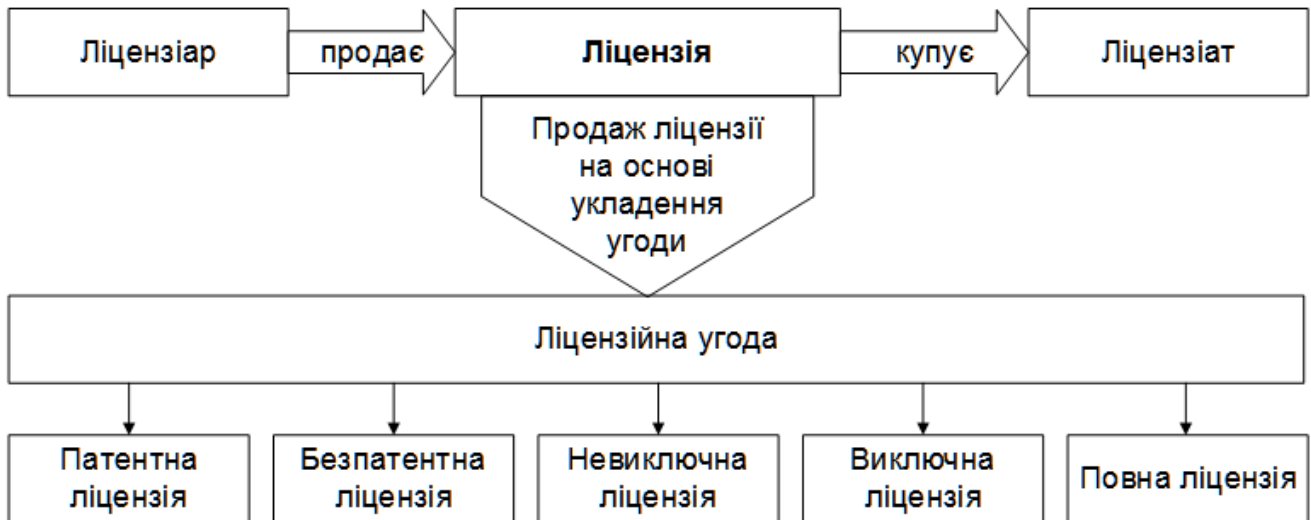 Ліцензіар
продає
Ліцензія
купує
Ліцензіат
Продаж ліцензії
на основі
укладення
угоди
Ліцензійна угода
Патентна
ліцензія
Безпатентна
ліцензія
Невиключна
ліцензія
Виключна
ліцензія
Повна ліцензія